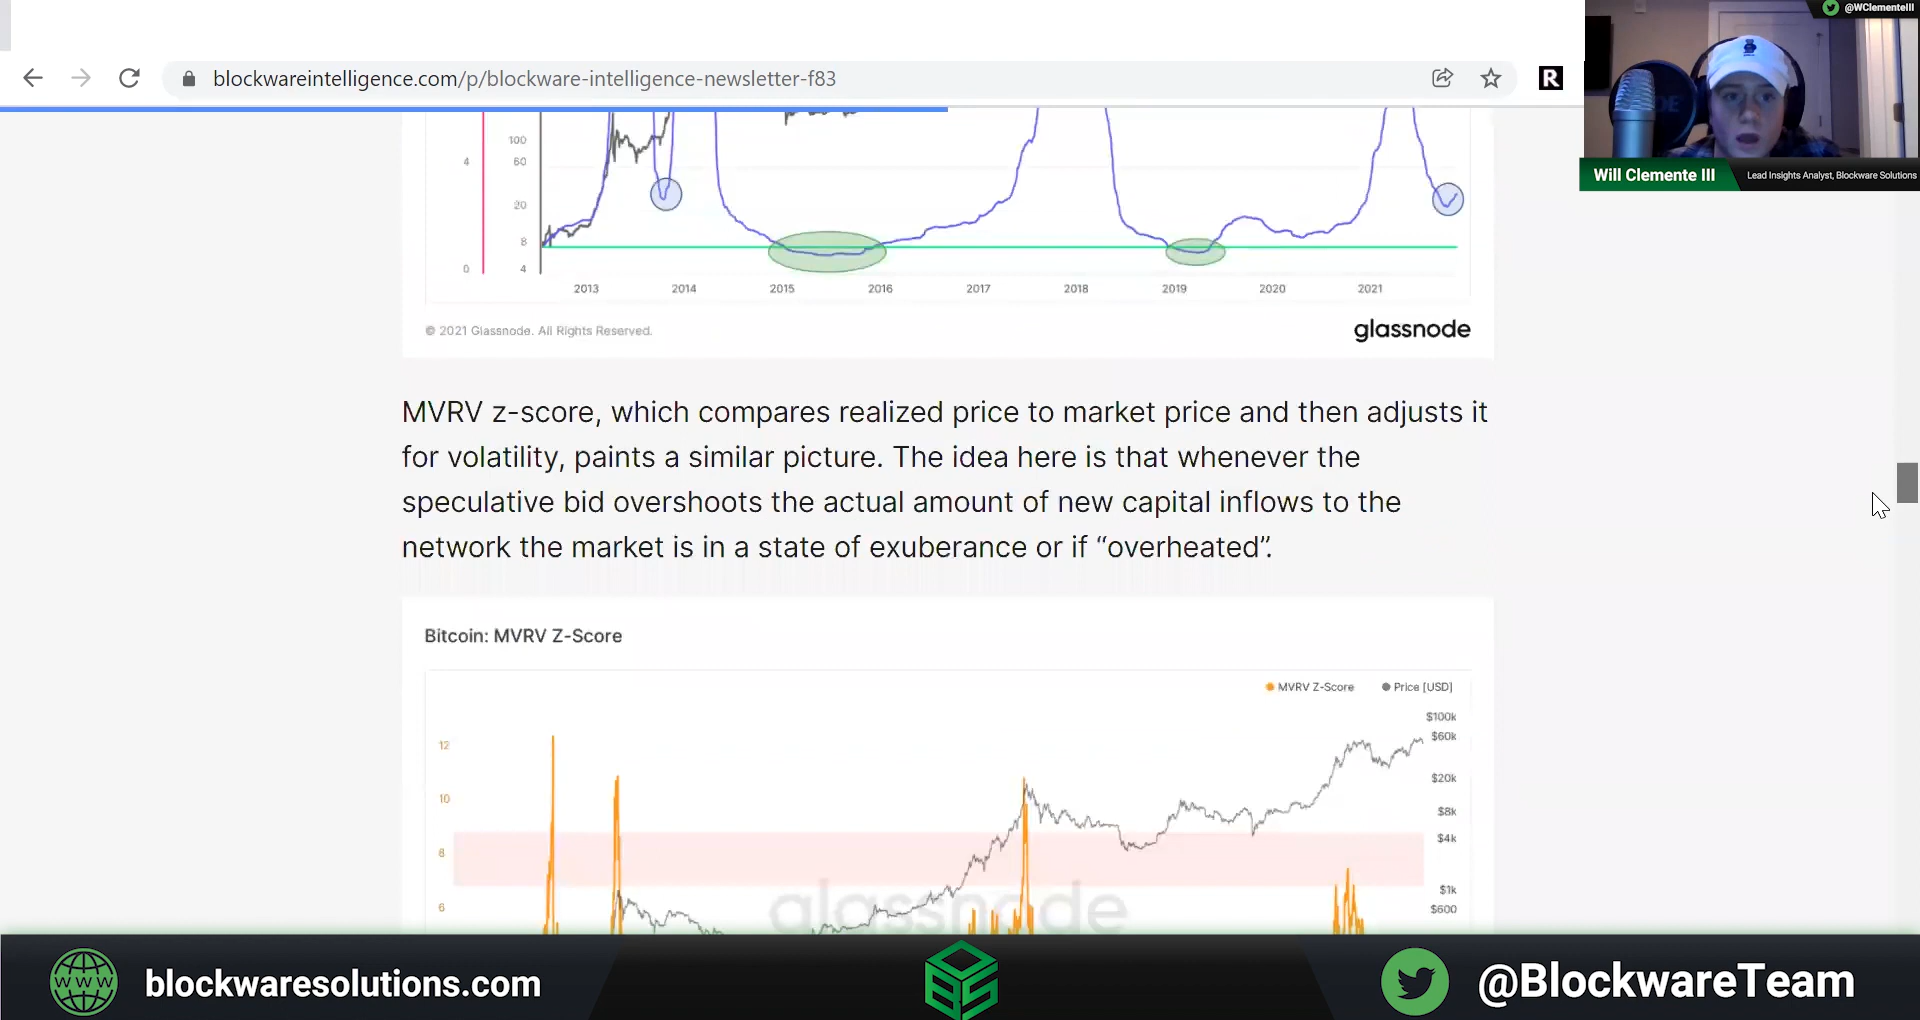 @WClementeIII
blockwareintelligence.com/p/blockware-intelligence-newsletter-f83
R
Will Clemente III
Lead Insights Analyst, Blockware Solutions
4
0
100
60
20
8
4
2013 2014 2015 2016 2017 2018 2019 2020 2021
© 2021 Glassnode. All Rights Reserved.
glassnode
MVRV z-score, which compares realized price to market price and then adjusts it
for volatility, paints a similar picture. The idea here is that whenever the
speculative bid overshoots the actual amount of new capital inflows to the
network the market is in a state of exuberance or if “overheated”.
Bitcoin: MVRV Z-Score
MVRV Z-Score Price [USD]
12
10
8
6
$100k
$60k
$20k
$8k
$4k
$1k
$600
glassnode
www
blockwaresolutions.com
@BlockwareTeam